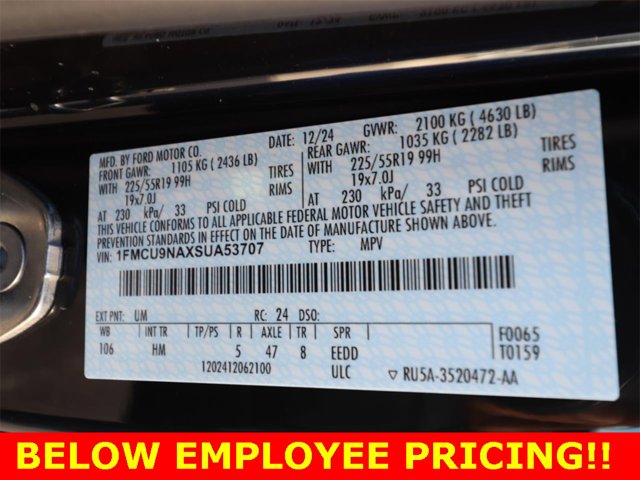 MFD. BY FORD MOTOR CO.
DATE: 12/24 GVWR: 2100 KG ( 4630 LB)
FRONT GAWR: 1105 KG ( 2436 LB)
REAR GAWR: 1035 KG ( 2282 LB)
WITH 225/55R19 99H TIRES
WITH 225/55R19 99H TIRES
19x7.0J RIMS
19x7.0J RIMS
AT 230 kPa/ 33 PSI COLD
AT 230 kPa/ 33 PSI COLD
THIS VEHICLE CONFORMS TO ALL APPLICABLE FEDERAL MOTOR VEHICLE SAFETY AND THEFT
PREVENTION STANDARDS IN EFFECT ON THE DATE OF MANUFACTURE SHOWN ABOVE.
VIN: 1FMCU9NAXSUA53707 TYPE: MPV
EXT PNT: UM RC: 24 DSO:
WB INT TR TP/PS R AXLE TR SPR F0065
106 HM 5 47 8 EEDD T0159
1202412062100 ULC ▽ RU5A-3520472-AA
BELOW EMPLOYEE PRICING!!